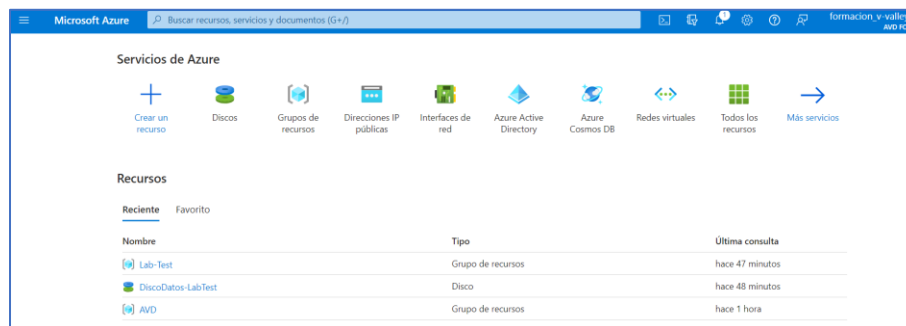 Microsoft Azure
Buscar recursos, servicios y documentos (G+/)
1
formacion_v-valley
AVD FO
Servicios de Azure
Crear un recurso
Discos
Grupos de recursos
Direcciones IP públicas
Interfaces de red
Azure Active Directory
Azure Cosmos DB
Redes virtuales
Todos los recursos
Más servicios
Recursos
Reciente Favorito
Nombre Tipo Última consulta
Lab-Test Grupo de recursos hace 47 minutos
DiscoDatos-LabTest Disco hace 48 minutos
AVD Grupo de recursos hace 1 hora